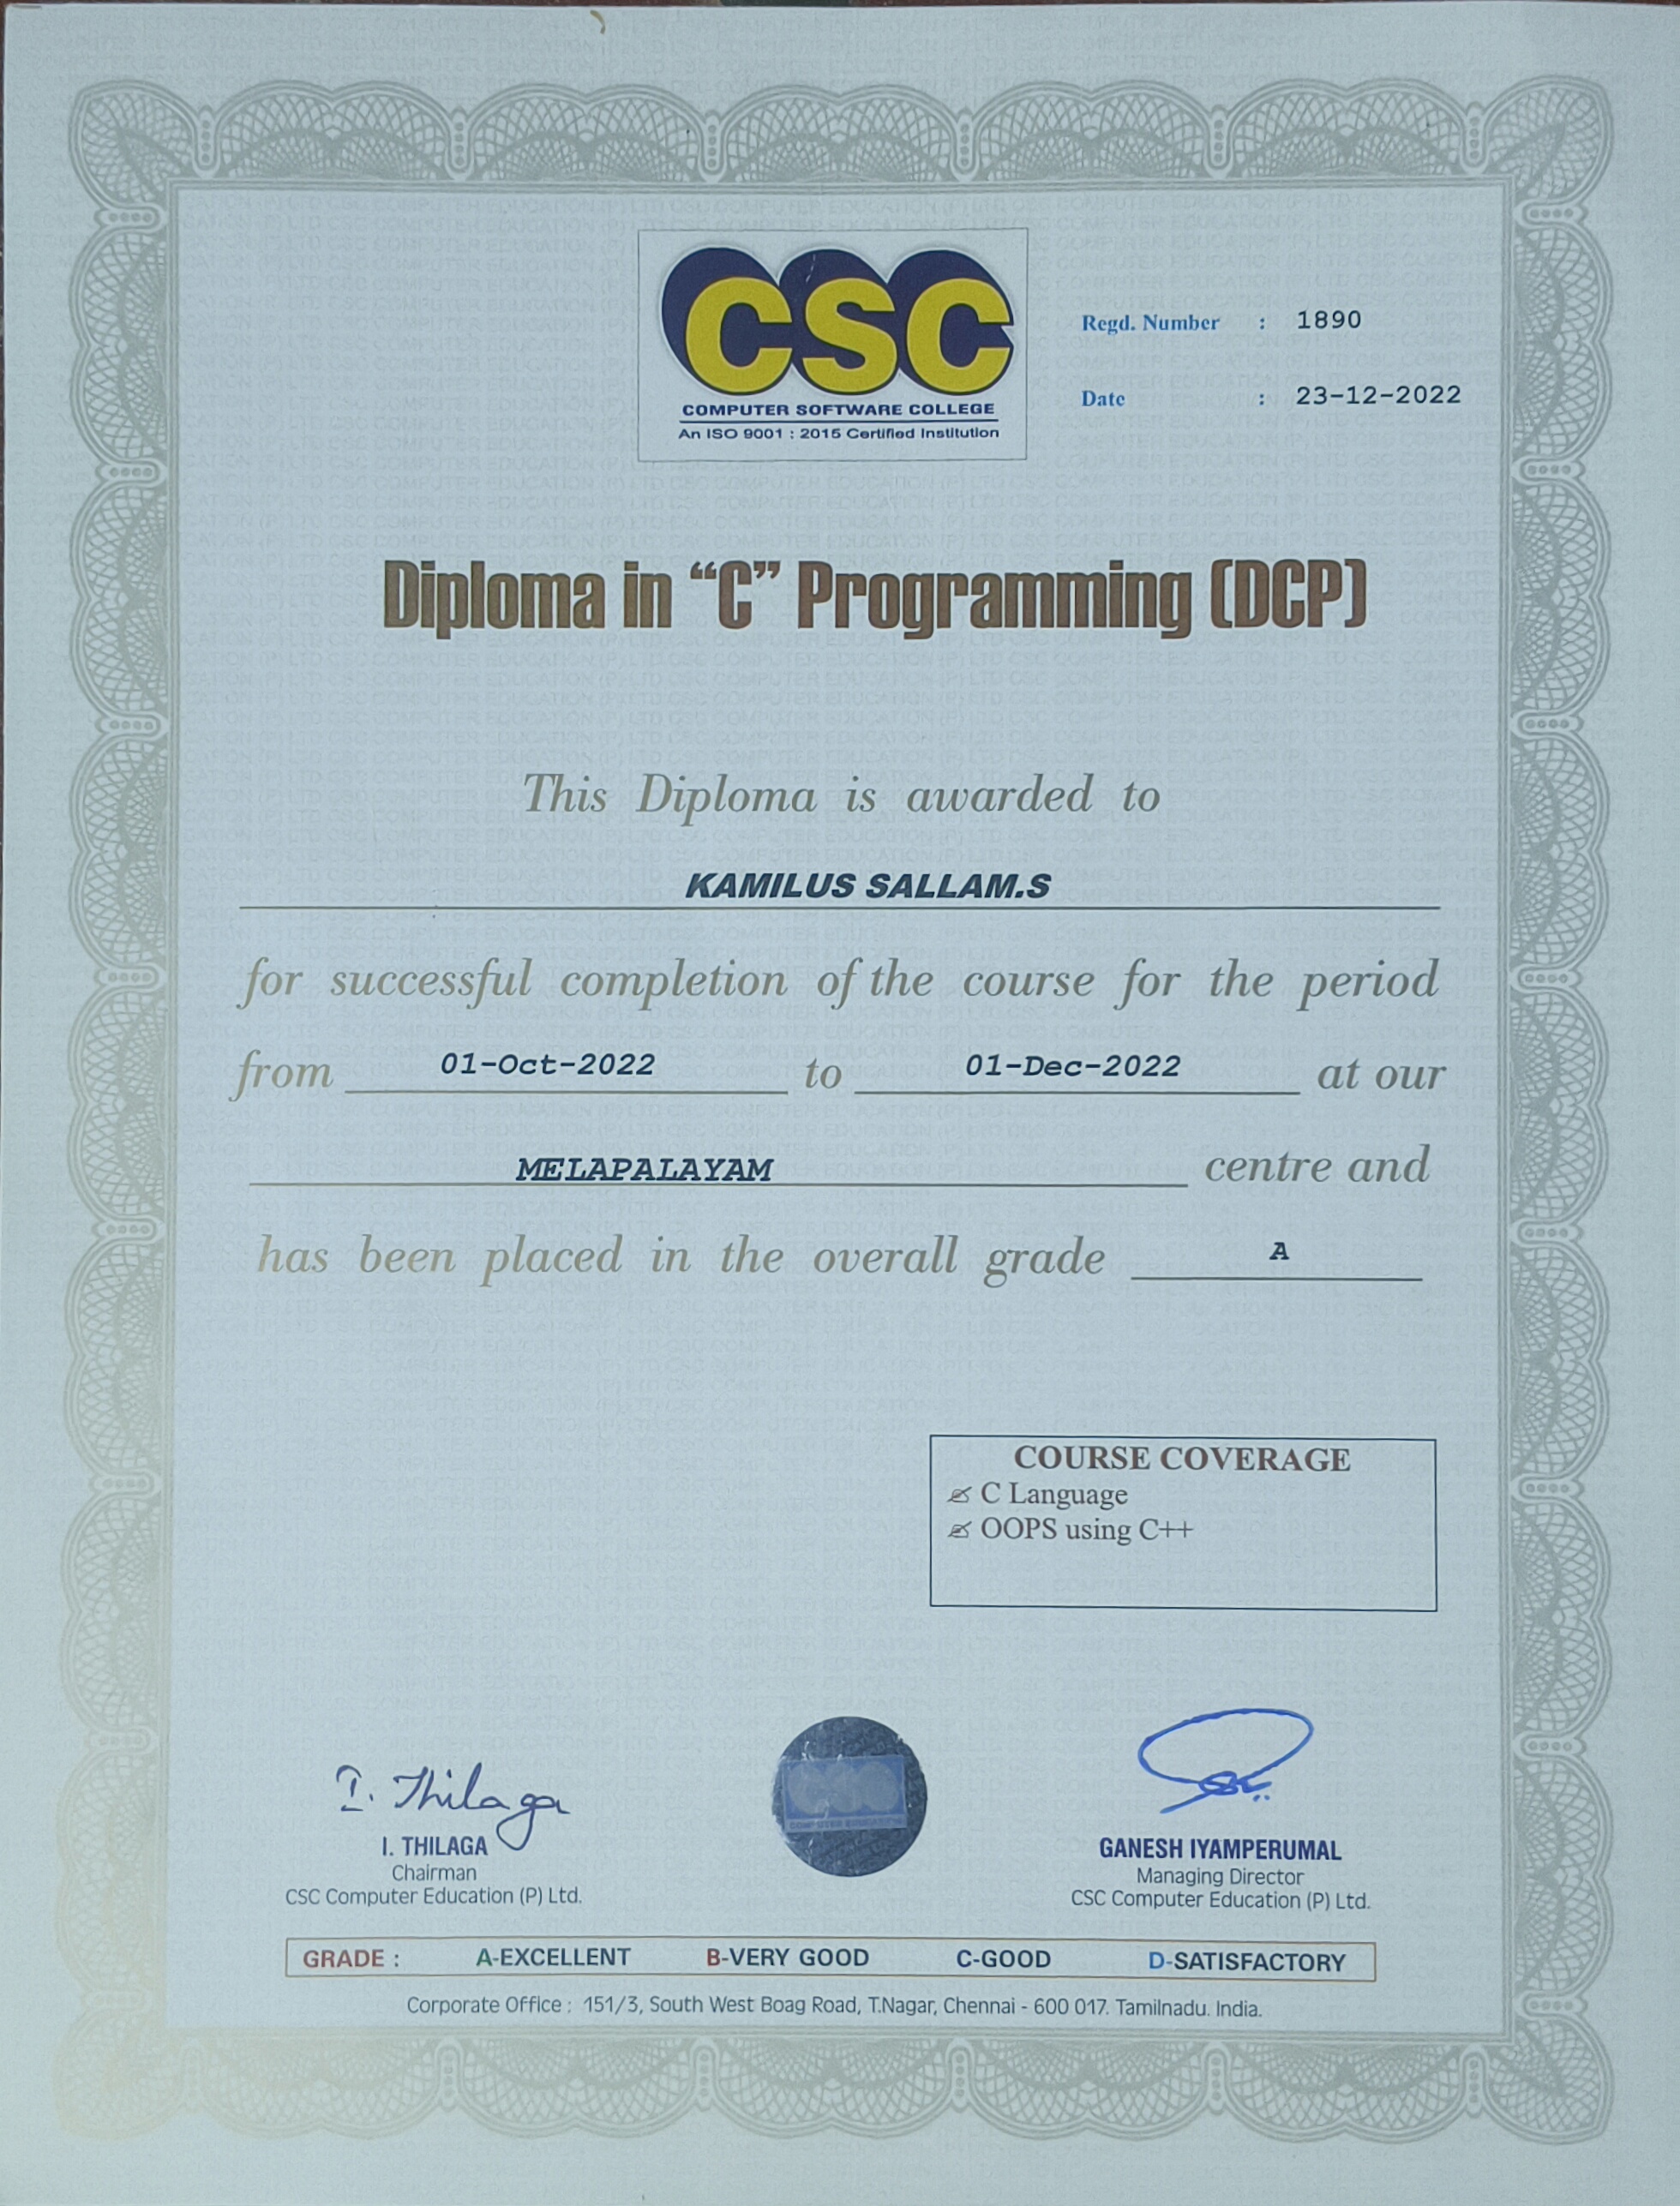 CSC
COMPUTER SOFTWARE COLLEGE
An ISO 9001 : 2015 Certified Institution
Regd. Number : 1890
Date : 23-12-2022
Diploma in “C” Programming (DCP)
This Diploma is awarded to
KAMILUS SALLAM.S
for successful completion of the course for the period
from 01-Oct-2022 to 01-Dec-2022 at our
MELAPALAYAM centre and
has been placed in the overall grade A
COURSE COVERAGE
C Language
OOPS using C++
I. Thilaga
I. THILAGA
Chairman
CSC Computer Education (P) Ltd.
COMPUTER EDUCATION
GANESH IYAMPERUMAL
Managing Director
CSC Computer Education (P) Ltd.
GRADE : A-EXCELLENT B-VERY GOOD C-GOOD D-SATISFACTORY
Corporate Office : 151/3, South West Boag Road, T.Nagar, Chennai - 600 017. Tamilnadu. India.